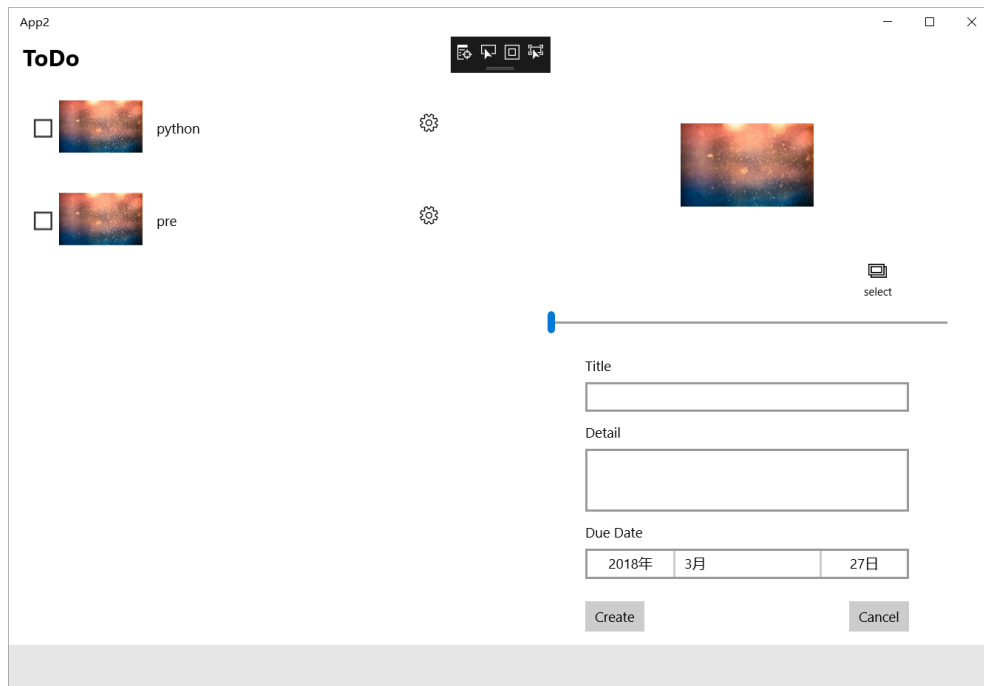 App2
ToDo
python
pre
select
Title
Detail
Due Date
2018年 3月 27日
Create Cancel